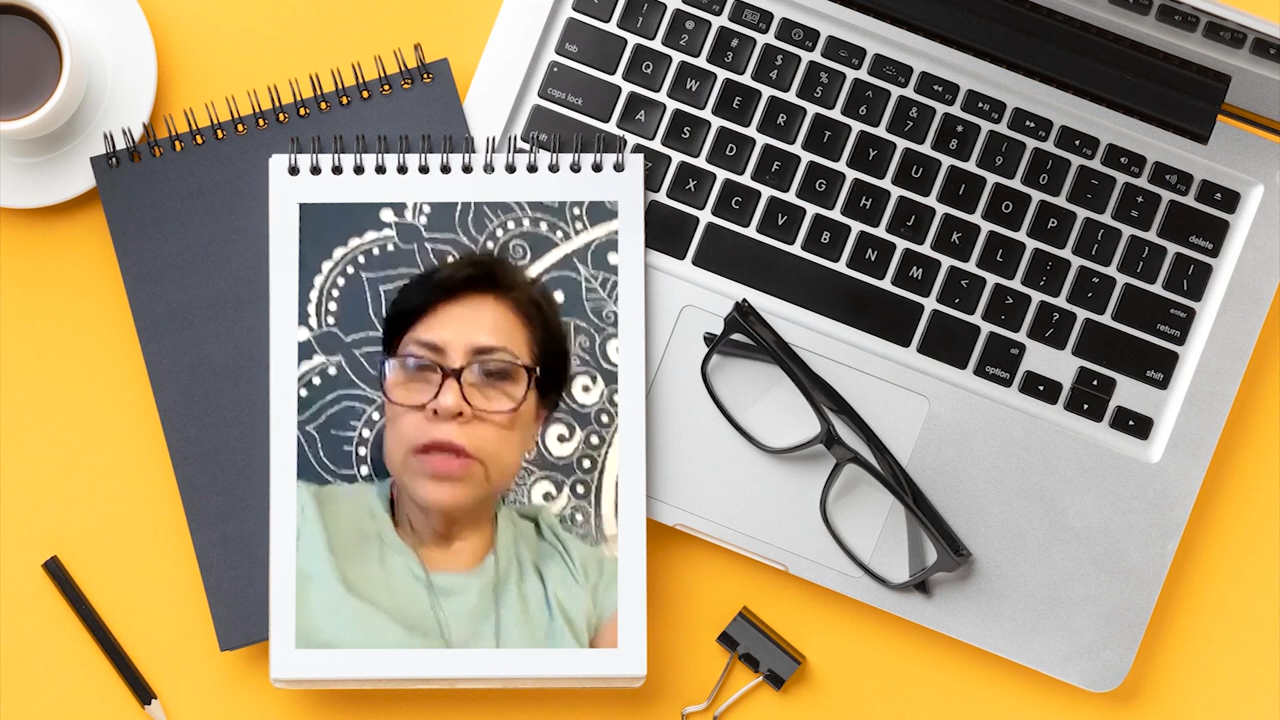 ! 1 @ 2 # 3 $ 4 % 5 ^ 6 & 7 * 8 ( 9 ) 0 _ - + = delete
tab Q W E R T Y U I O P { [ } ] | \
caps lock A S D F G H J K L : ; " ' enter return
shift Z X C V B N M < , > . ? / shift
alt option